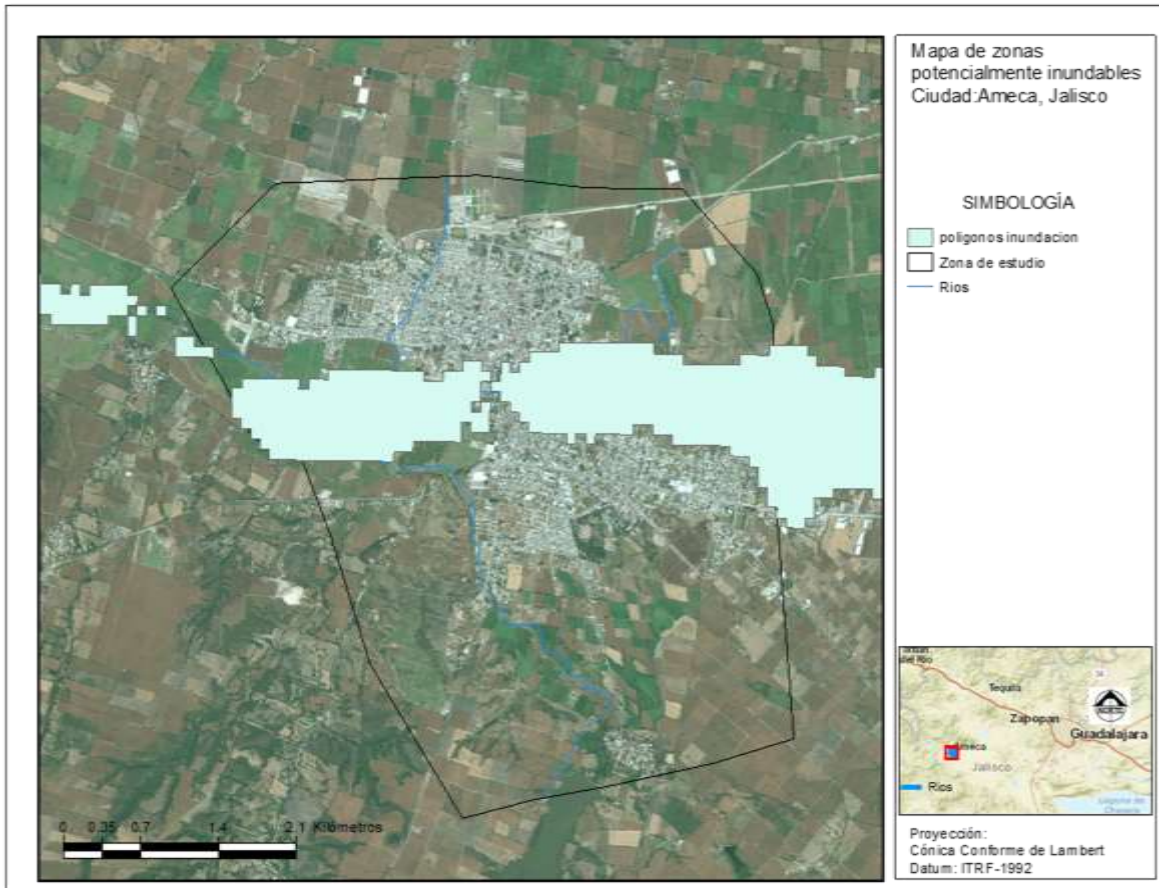 Mapa de zonas
potencialmente inundables
Ciudad:Ameca, Jalisco
SIMBOLOGÍA
poligonos inundacion
Zona de estudio
Rios
0 0.35 0.7 1.4 2.1 Kilómetros
del Rio
Tequila
Zapopan
Guadalajara
Ameca
Jalisco
Rios
Proyección:
Cónica Conforme de Lambert
Datum: ITRF-1992